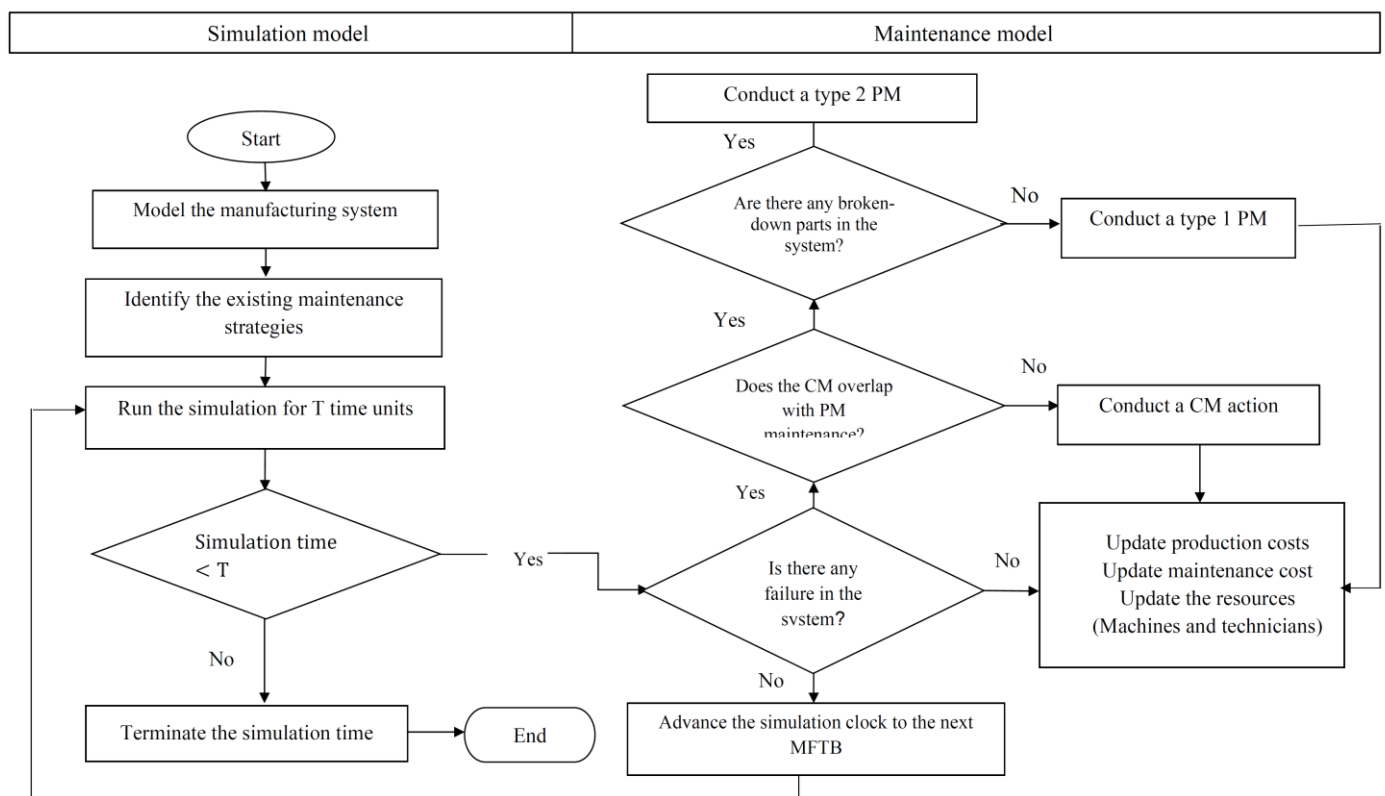 Simulation model
Maintenance model
Start
Model the manufacturing system
Identify the existing maintenance
strategies
Run the simulation for T time units
Simulation time
< T
Yes
No
Terminate the simulation time
End
Conduct a type 2 PM
Yes
Are there any broken-
down parts in the
system?
No
Conduct a type 1 PM
Yes
Does the CM overlap
with PM
maintenance?
No
Conduct a CM action
Yes
Is there any
failure in the
system?
No
Update production costs
Update maintenance cost
Update the resources
(Machines and technicians)
No
Advance the simulation clock to the next
MFTB